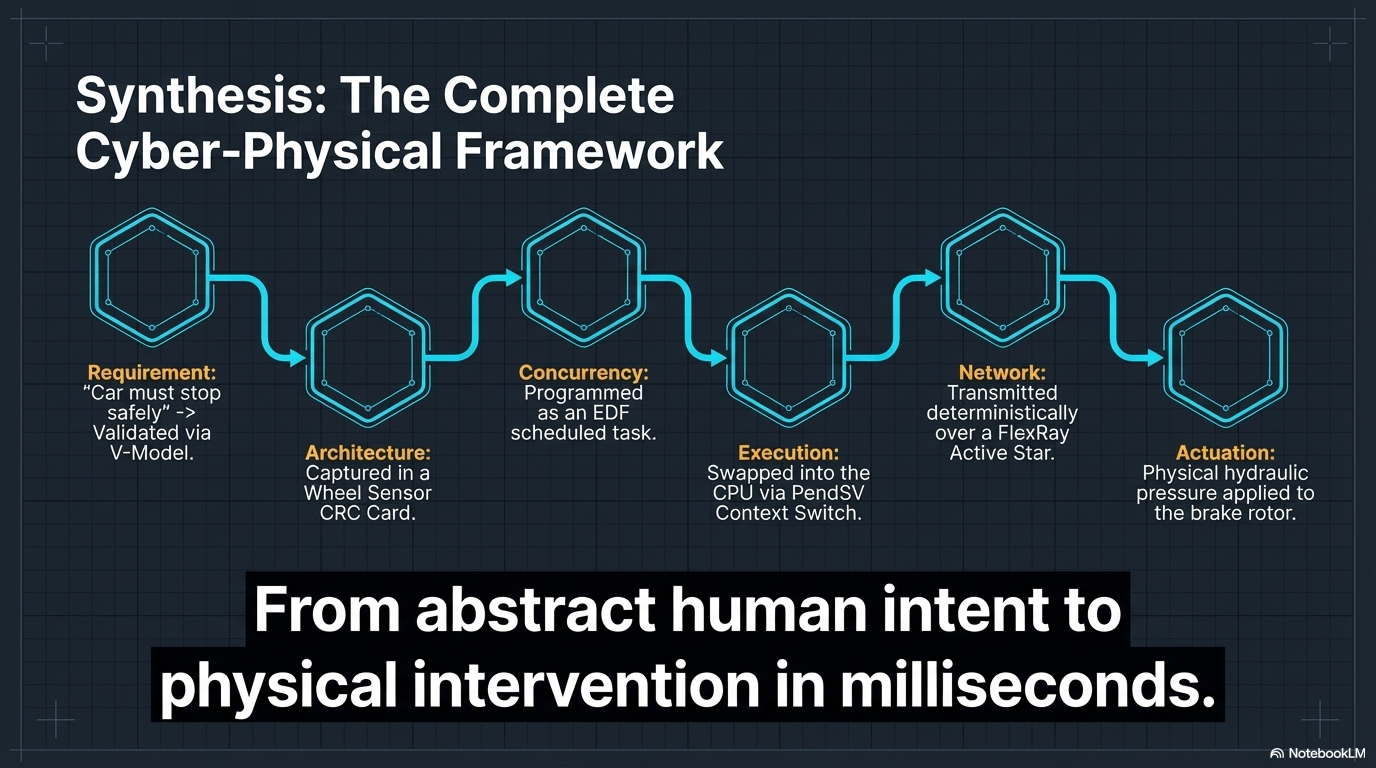 Synthesis: The Complete
Cyber-Physical Framework
Requirement:
"Car must stop
safely" ->
Validated via
V-Model.
Architecture:
Captured in a
Wheel Sensor
CRC Card.
Concurrency:
Programmed
as an EDF
scheduled task.
Execution:
Swapped into the
CPU via PendSV
Context Switch.
Network:
Transmitted
deterministically
over a FlexRay
Active Star.
Actuation:
Physical hydraulic
pressure applied to
the brake rotor.
From abstract human intent to
physical intervention in milliseconds.
NotebookLM